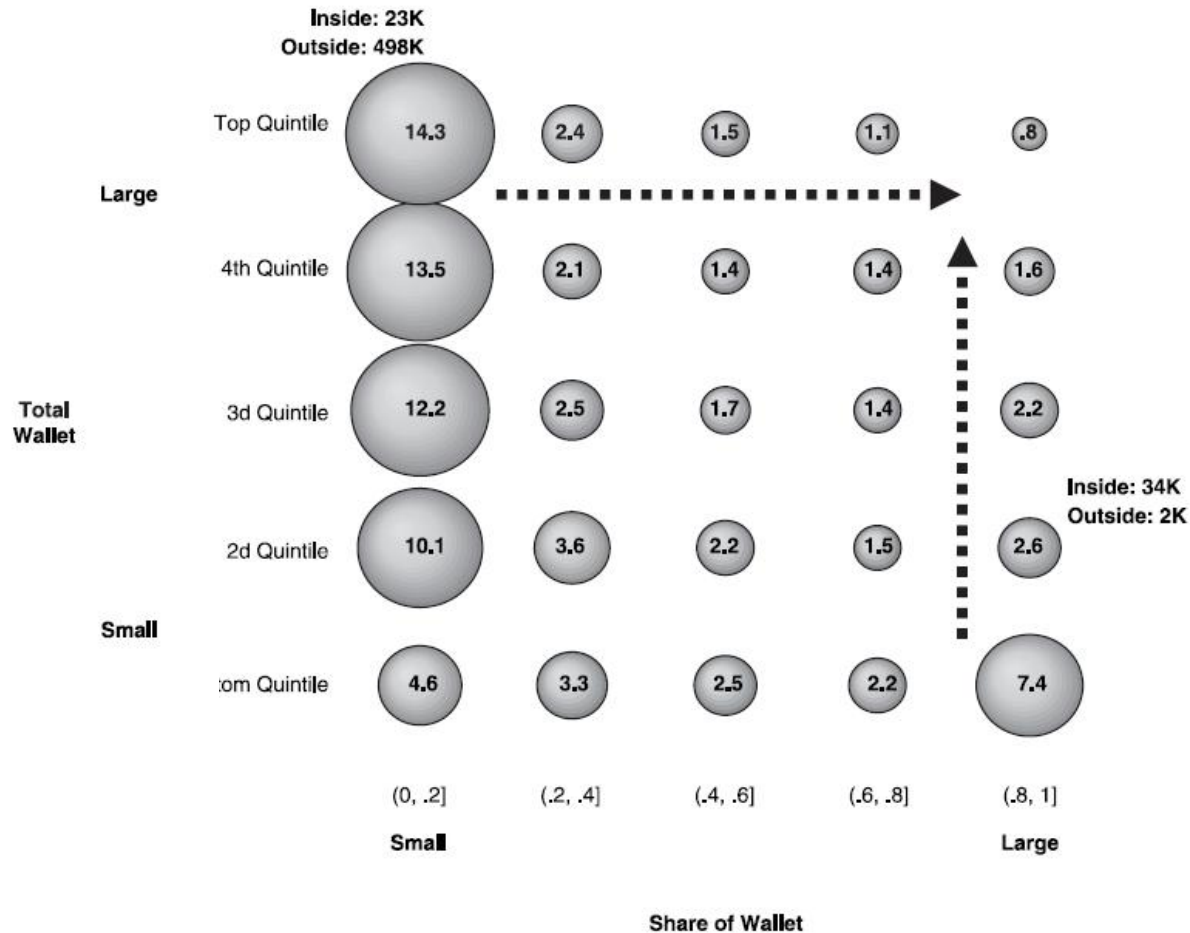 Inside: 23K
Outside: 498K
Top Quintile 14.3 2.4 1.5 1.1 .8
Large
4th Quintile 13.5 2.1 1.4 1.4 1.6
3d Quintile 12.2 2.5 1.7 1.4 2.2
Total
Wallet
Inside: 34K
Outside: 2K
2d Quintile 10.1 3.6 2.2 1.5 2.6
Small
tom Quintile 4.6 3.3 2.5 2.2 7.4
(0, .2] (.2, .4] (.4, .6] (.6, .8] (.8, 1]
Small Large
Share of Wallet